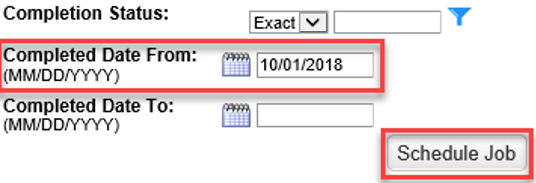 Completion Status: Exact
Completed Date From: 10/01/2018
(MM/DD/YYYY)
Completed Date To:
(MM/DD/YYYY)
Schedule Job